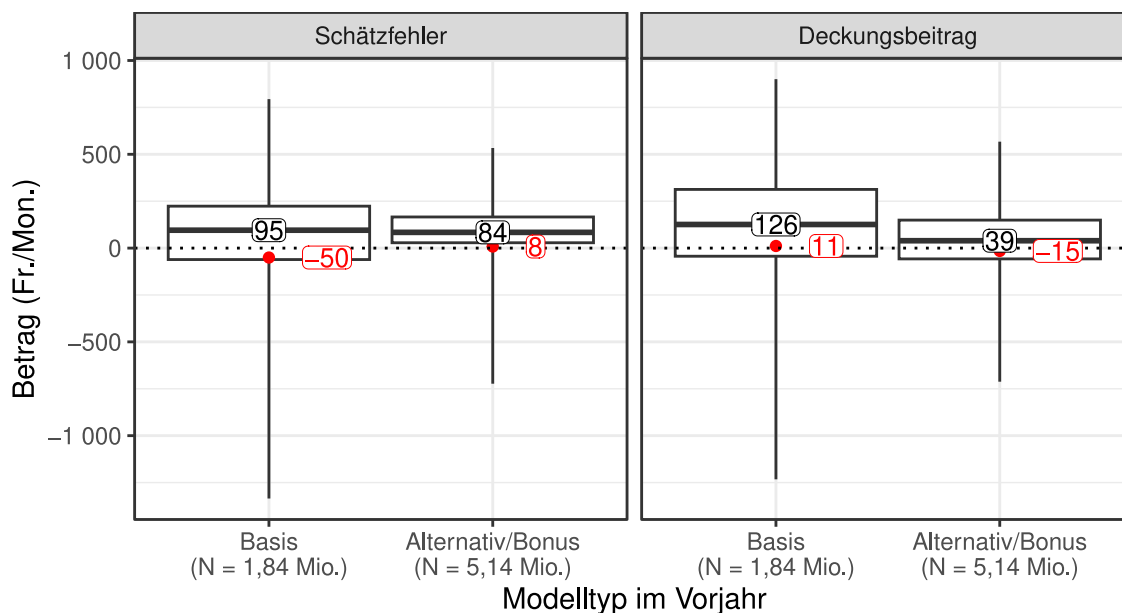 Schätzfehler
Deckungsbeitrag
Betrag (Fr./Mon.)
1 000
500
0
−500
−1 000
95
−50
84
8
126
11
39
−15
Basis
(N = 1,84 Mio.)
Alternativ/Bonus
(N = 5,14 Mio.)
Basis
(N = 1,84 Mio.)
Alternativ/Bonus
(N = 5,14 Mio.)
Modelltyp im Vorjahr